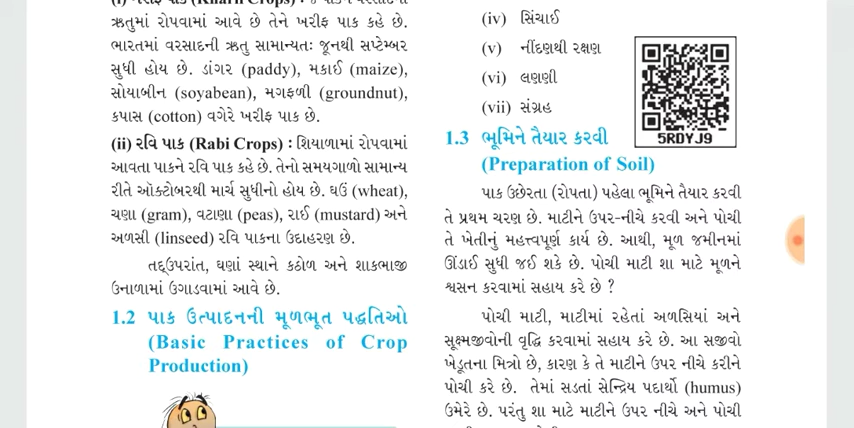 ઋતુમાં રોપવામાં આવે છે તેને ખરીફ પાક કહે છે.
ભારતમાં વરસાદની ઋતુ સામાન્યતઃ જૂનથી સપ્ટેમ્બર
સુધી હોય છે. ડાંગર (paddy), મકાઈ (maize),
સોયાબીન (soyabean), મગફળી (groundnut),
કપાસ (cotton) વગેરે ખરીફ પાક છે.
(ii) રવિ પાક (Rabi Crops) : શિયાળામાં રોપવામાં
આવતા પાકને રવિ પાક કહે છે. તેનો સમયગાળો સામાન્ય
રીતે ઑક્ટોબરથી માર્ચ સુધીનો હોય છે. ઘઉં (wheat),
ચણા (gram), વટાણા (peas), રાઈ (mustard) અને
અળસી (linseed) રવિ પાકના ઉદાહરણ છે.
તદ્ઉપરાંત, ઘણાં સ્થાને કઠોળ અને શાકભાજી
ઉનાળામાં ઉગાડવામાં આવે છે.
1.2 પાક ઉત્પાદનની મૂળભૂત પદ્ધતિઓ
(Basic Practices of Crop
Production)
(iv) સિંચાઈ
(v) નીંદણથી રક્ષણ
(vi) લણણી
(vii) સંગ્રહ
5RDYJ9
1.3 ભૂમિને તૈયાર કરવી
(Preparation of Soil)
પાક ઉછેરતા (રોપતા) પહેલા ભૂમિને તૈયાર કરવી
તે પ્રથમ ચરણ છે. માટીને ઉપર-નીચે કરવી અને પોચી
તે ખેતીનું મહત્ત્વપૂર્ણ કાર્ય છે. આથી, મૂળ જમીનમાં
ઊંડાઈ સુધી જઈ શકે છે. પોચી માટી શા માટે મૂળને
શ્વસન કરવામાં સહાય કરે છે ?
પોચી માટી, માટીમાં રહેતાં અળસિયાં અને
સૂક્ષ્મજીવોની વૃદ્ધિ કરવામાં સહાય કરે છે. આ સજીવો
ખેડૂતના મિત્રો છે, કારણ કે તે માટીને ઉપર નીચે કરીને
પોચી કરે છે. તેમાં સડતાં સેન્દ્રિય પદાર્થો (humus)
ઉમેરે છે. પરંતુ શા માટે માટીને ઉપર નીચે અને પોચી